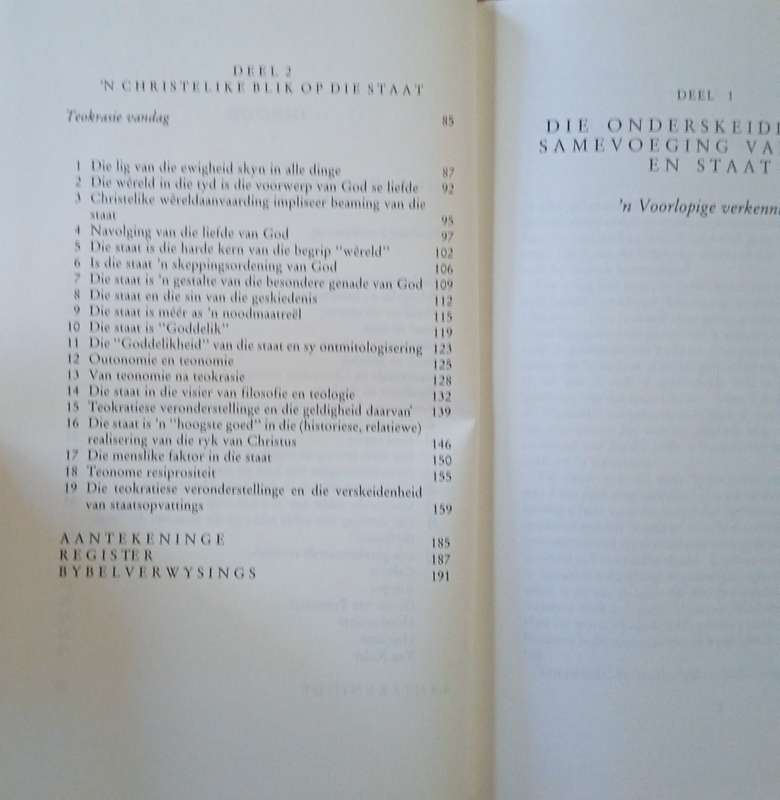 DEEL 2
'N CHRISTELIKE BLIK OP DIE STAAT
Teokrasie vandag 85
1 Die lig van die ewigheid skyn in alle dinge 87
2 Die wêreld in die tyd is die voorwerp van God se liefde 92
3 Christelike wêreldaanvaarding impliseer beaming van die
staat 95
4 Navolging van die liefde van God 97
5 Die staat is die harde kern van die begrip "wêreld" 102
6 Is die staat 'n skeppingsordening van God 106
7 Die staat is 'n gestalte van die besondere genade van God 109
8 Die staat en die sin van die geskiedenis 112
9 Die staat is méér as 'n noodmaatreël 115
10 Die staat is "Goddelik" 119
11 Die "Goddelikheid" van die staat en sy ontmitologisering 123
12 Outonomie en teonomie 125
13 Van teonomie na teokrasie 128
14 Die staat in die visier van filosofie en teologie 132
15 Teokratiese veronderstellinge en die geldigheid daarvan 139
16 Die staat is 'n "hoogste goed" in die (historiese, relatiewe)
realisering van die ryk van Christus 146
17 Die menslike faktor in die staat 150
18 Teonome resiprositeit 155
19 Die teokratiese veronderstellinge en die verskeidenheid
van staatsopvattings 159
AANTEKENINGE 185
REGISTER 187
BYBELVERWYSINGS 191
DEEL 1
DIE ONDERSKEIDI
SAMEVOEGING VA
EN STAAT
'n Voorlopige verkenn